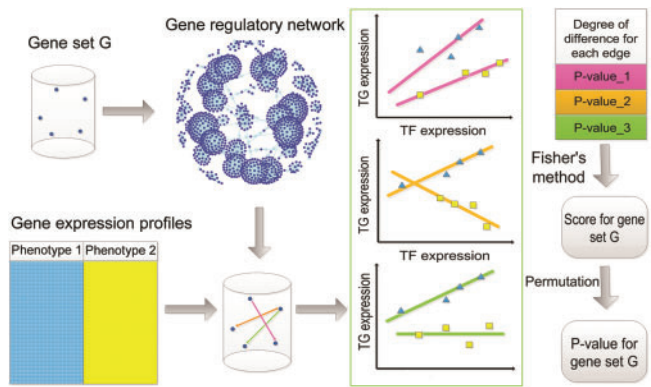 Gene set G
Gene regulatory network
Gene expression profiles
Phenotype 1
Phenotype 2
TG expression
TF expression
TG expression
TF expression
TG expression
Degree of
difference for
each edge
P-value_1
P-value_2
P-value_3
Fisher's
method
Score for gene
set G
Permutation
P-value for
gene set G